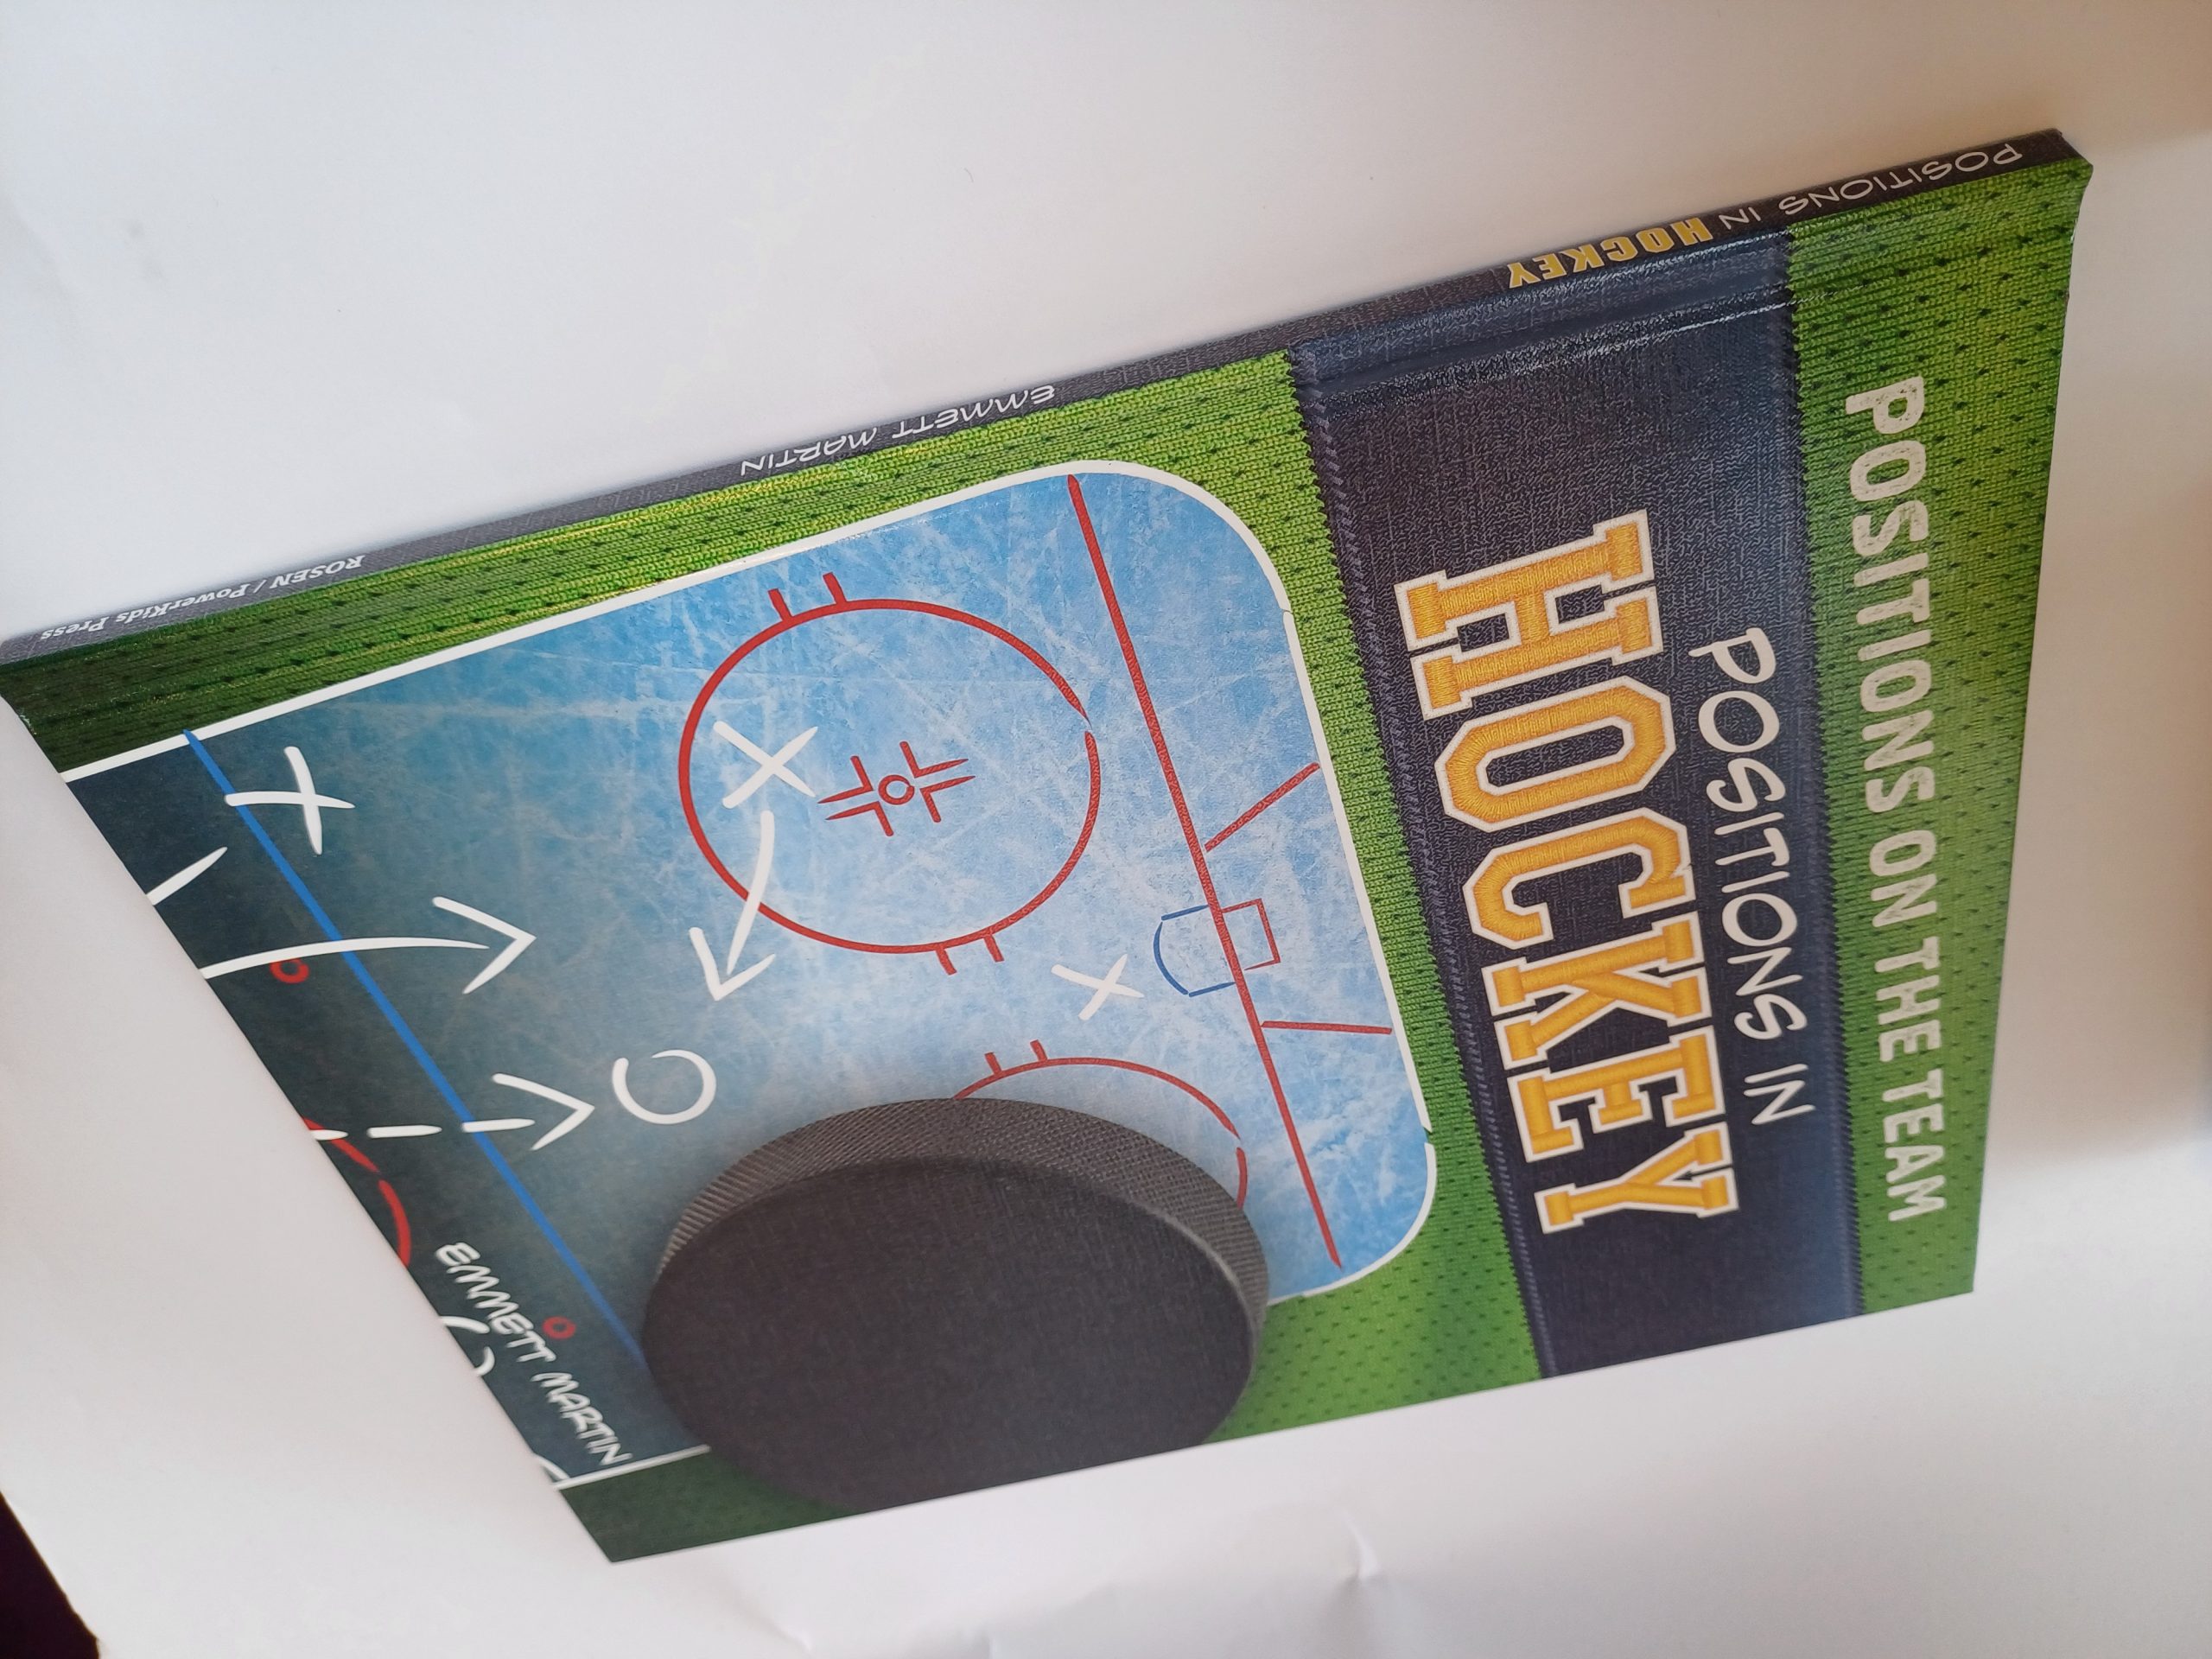 POSITIONS ON THE TEAM
POSITIONS IN
HOCKEY
EMMETT MARTIN
POSITIONS IN HOCKEY
EMMETT MARTIN
ROSEN / PowerKids Press